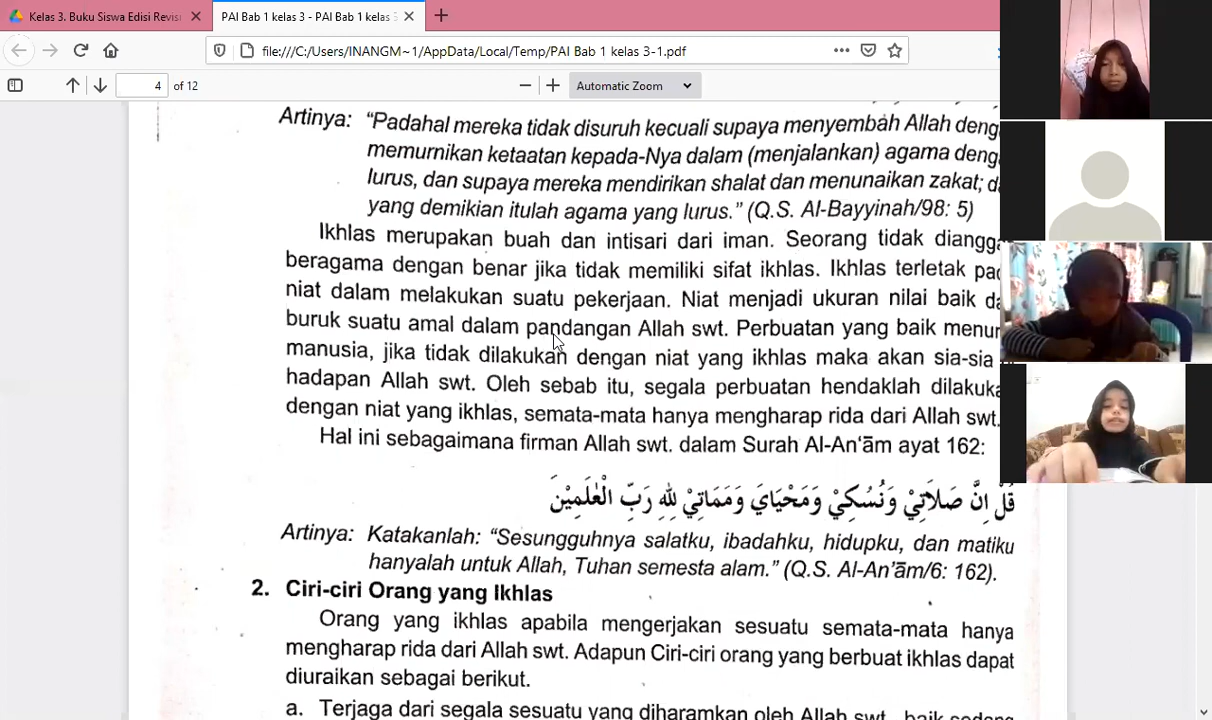 Kelas 3. Buku Siswa Edisi Revis
PAI Bab 1 kelas 3 - PAI Bab 1 kelas 3
file:///C:/Users/INANGM~1/AppData/Local/Temp/PAI Bab 1 kelas 3-1.pdf
4 of 12
Automatic Zoom
Artinya: "Padahal mereka tidak disuruh kecuali supaya menyembah Allah deng
memurnikan ketaatan kepada-Nya dalam (menjalankan) agama deng
lurus, dan supaya mereka mendirikan shalat dan menunaikan zakat; d
yang demikian itulah agama yang lurus." (Q.S. Al-Bayyinah/98: 5)
Ikhlas merupakan buah dan intisari dari iman. Seorang tidak diangga
beragama dengan benar jika tidak memiliki sifat ikhlas. Ikhlas terletak pad
niat dalam melakukan suatu pekerjaan. Niat menjadi ukuran nilai baik da
buruk suatu amal dalam pandangan Allah swt. Perbuatan yang baik menur
manusia, jika tidak dilakukan dengan niat yang ikhlas maka akan sia-sia
hadapan Allah swt. Oleh sebab itu, segala perbuatan hendaklah dilakuka
dengan niat yang ikhlas, semata-mata hanya mengharap rida dari Allah swt.
Hal ini sebagaimana firman Allah swt. dalam Surah Al-An'ām ayat 162:
قُلْ اِنَّ صَلَاتِيْ وَنُسُكِيْ وَمَحْيَايَ وَمَمَاتِيْ لِلّٰهِ رَبِّ الْعٰلَمِيْنَ
Artinya: Katakanlah: "Sesungguhnya salatku, ibadahku, hidupku, dan matiku
hanyalah untuk Allah, Tuhan semesta alam." (Q.S. Al-An'ām/6: 162).
2. Ciri-ciri Orang yang Ikhlas
Orang yang ikhlas apabila mengerjakan sesuatu semata-mata hanya
mengharap rida dari Allah swt. Adapun Ciri-ciri orang yang berbuat ikhlas dapat
diuraikan sebagai berikut.
a. Terjaga dari segala sesuatu yang diharamkan oleh Allah swt., baik sedang